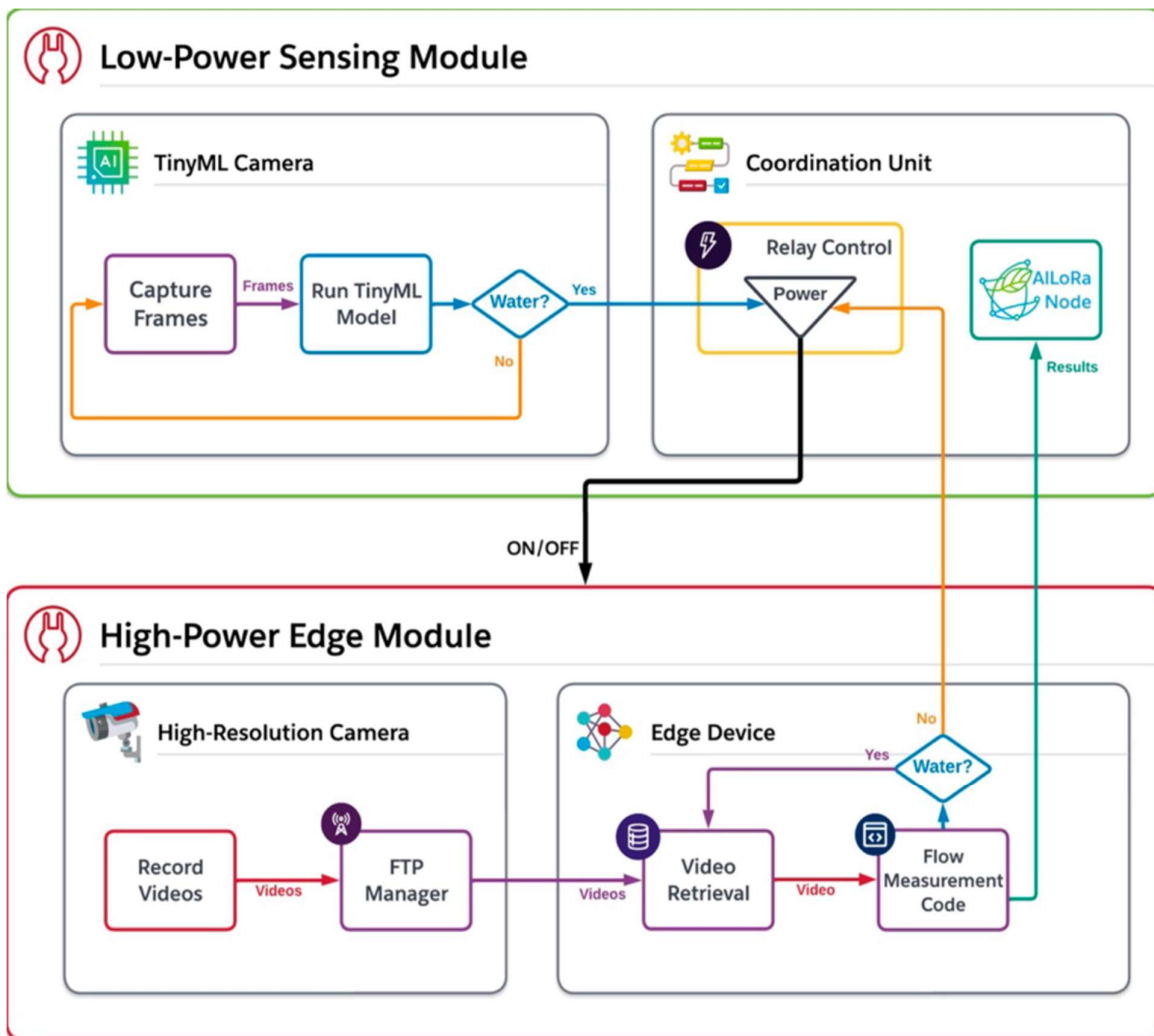 Low-Power Sensing Module
TinyML Camera
Capture
Frames
Frames
Run TinyML
Model
Water?
Yes
No
Coordination Unit
Relay Control
Power
AlLoRa
Node
Results
ON/OFF
High-Power Edge Module
High-Resolution Camera
Record
Videos
Videos
FTP
Manager
Videos
Edge Device
No
Yes
Water?
Video
Retrieval
Video
Flow
Measurement
Code
AI